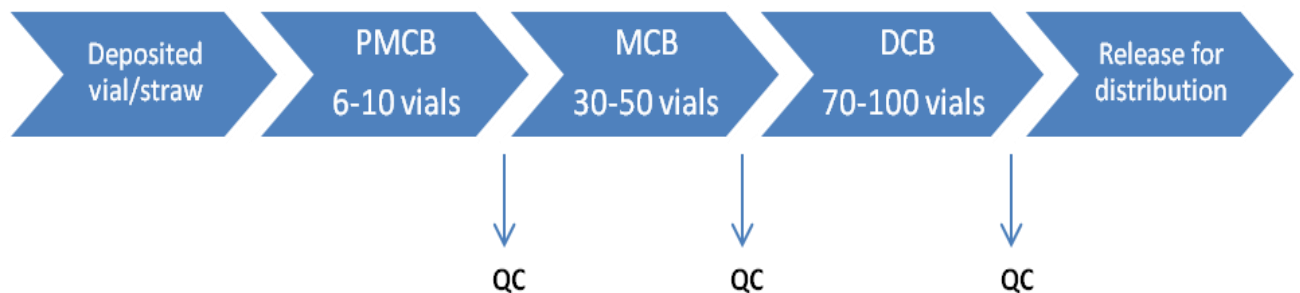 Deposited
vial/straw
PMCB
6-10 vials
MCB
30-50 vials
DCB
70-100 vials
Release for
distribution
QC
QC
QC